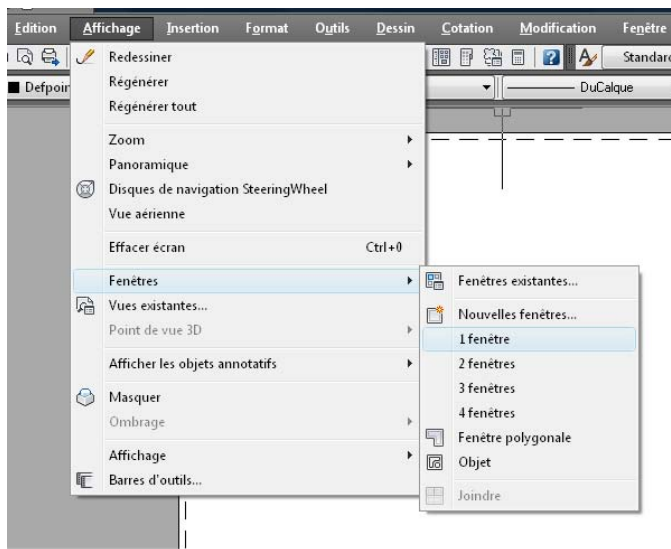 Edition Affichage Insertion Format Outils Dessin Cotation Modification Fenêtre
Standard
Defpoin
DuCalque
Redessiner
Régénérer
Régénérer tout
Zoom
Panoramique
Disques de navigation SteeringWheel
Vue aérienne
Effacer écran Ctrl+0
Fenêtres
Vues existantes...
Point de vue 3D
Afficher les objets annotatifs
Masquer
Ombrage
Affichage
Barres d'outils...
Fenêtres existantes...
Nouvelles fenêtres...
1 fenêtre
2 fenêtres
3 fenêtres
4 fenêtres
Fenêtre polygonale
Objet
Joindre